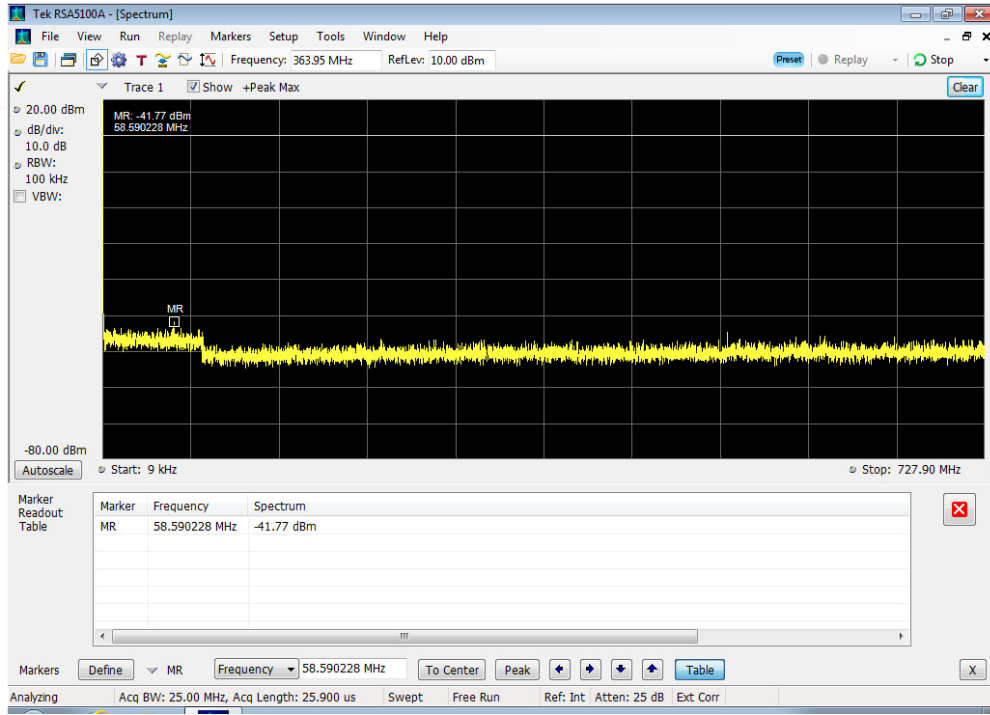 Tek RSA5100A - [Spectrum]
File View Run Replay Markers Setup Tools Window Help
T Frequency: 363.95 MHz RefLev: 10.00 dBm Preset Replay Stop
Trace 1 Show +Peak Max Clear
20.00 dBm
dB/div:
10.0 dB
RBW:
100 kHz
VBW:
MR: -41.77 dBm
58.590228 MHz
MR
-80.00 dBm
Autoscale Start: 9 kHz Stop: 727.90 MHz
Marker
Readout
Table
Marker Frequency Spectrum
MR 58.590228 MHz -41.77 dBm
Markers Define MR Frequency 58.590228 MHz To Center Peak Table X
Analyzing Acq BW: 25.00 MHz, Acq Length: 25.900 us Swept Free Run Ref: Int Atten: 25 dB Ext Corr